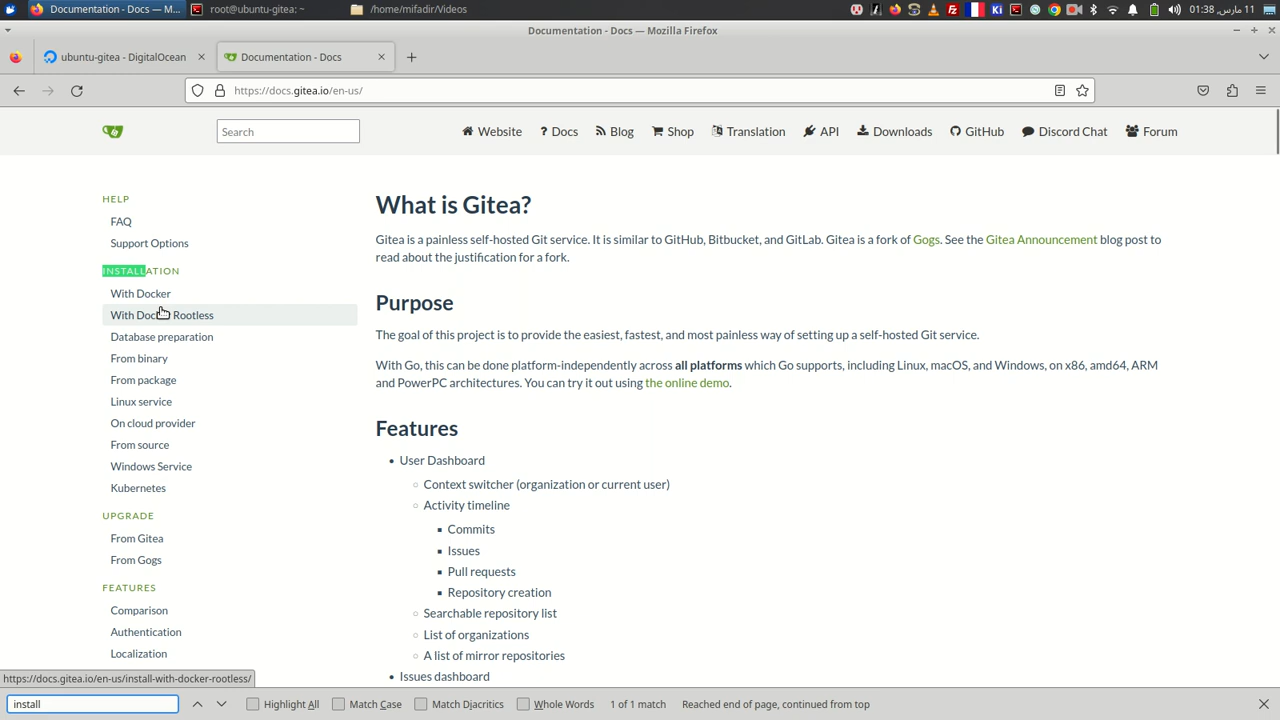 Documentation - Docs — M...
root@ubuntu-gitea: ~
/home/mifadir/Videos
11 مارس, 01:38
Documentation - Docs — Mozilla Firefox
ubuntu-gitea - DigitalOcean
Documentation - Docs
https://docs.gitea.io/en-us/
Search
Website
? Docs
Blog
Shop
Translation
API
Downloads
GitHub
Discord Chat
Forum
HELP
FAQ
Support Options
INSTALLATION
With Docker
With Docker Rootless
Database preparation
From binary
From package
Linux service
On cloud provider
From source
Windows Service
Kubernetes
UPGRADE
From Gitea
From Gogs
FEATURES
Comparison
Authentication
Localization
What is Gitea?
Gitea is a painless self-hosted Git service. It is similar to GitHub, Bitbucket, and GitLab. Gitea is a fork of Gogs. See the Gitea Announcement blog post to
read about the justification for a fork.
Purpose
The goal of this project is to provide the easiest, fastest, and most painless way of setting up a self-hosted Git service.
With Go, this can be done platform-independently across all platforms which Go supports, including Linux, macOS, and Windows, on x86, amd64, ARM
and PowerPC architectures. You can try it out using the online demo.
Features
• User Dashboard
Context switcher (organization or current user)
Activity timeline
Commits
Issues
Pull requests
Repository creation
Searchable repository list
List of organizations
A list of mirror repositories
• Issues dashboard
https://docs.gitea.io/en-us/install-with-docker-rootless/
install
Highlight All
Match Case
Match Diacritics
Whole Words
1 of 1 match
Reached end of page, continued from top